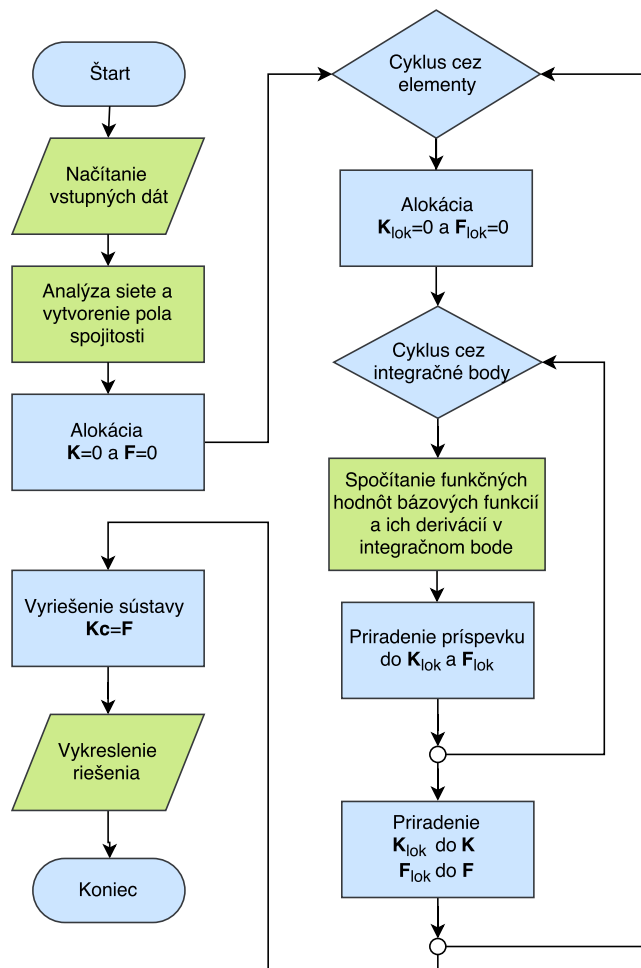 Štart
Načítanie
vstupných dát
Analýza siete a
vytvorenie pola
spojitosti
Alokácia
K=0 a F=0
Cyklus cez
elementy
Alokácia
Klok=0 a Flok=0
Cyklus cez
integračné body
Spočítanie funkčných
hodnôt bázových funkcií
a ich derivácií v
integračnom bode
Priradenie príspevku
do Klok a Flok
Priradenie
Klok do K
Flok do F
Vyriešenie sústavy
Kc=F
Vykreslenie
riešenia
Koniec